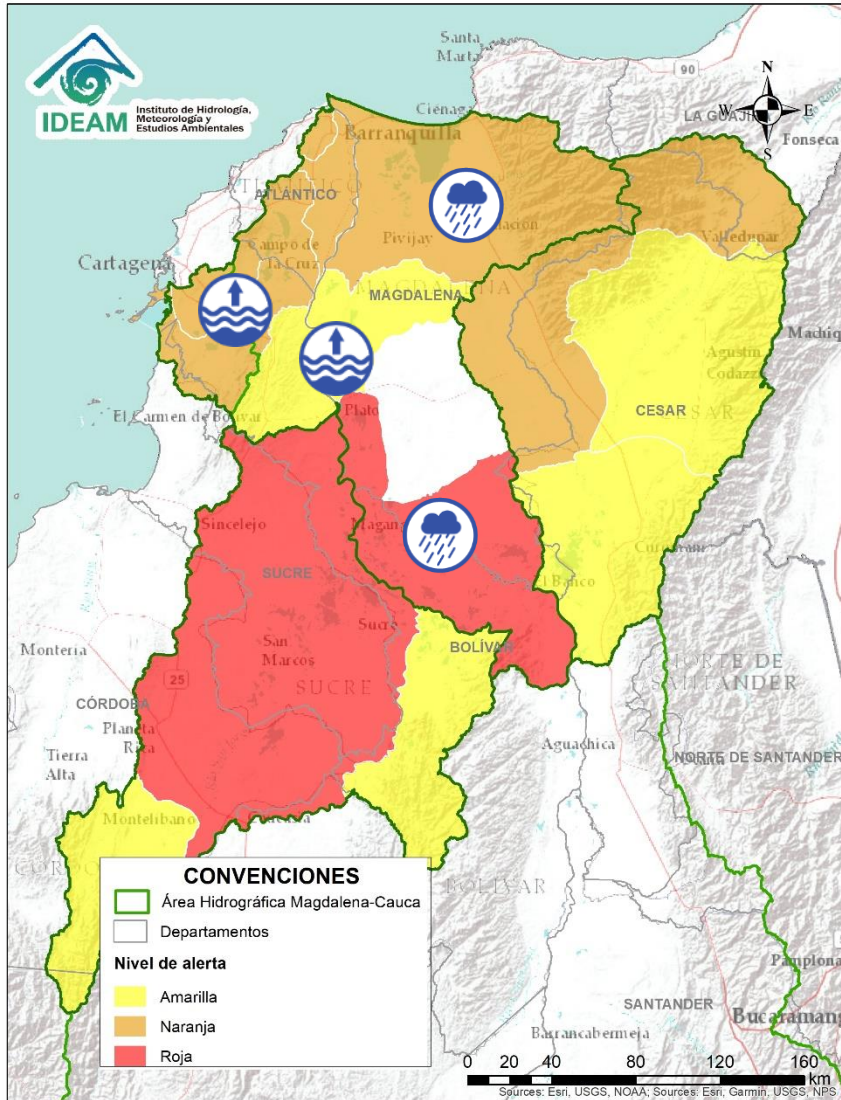 IDEAM
Instituto de Hidrología,
Meteorología y
Estudios Ambientales
Santa
Marta
90
N
W
E
S
LA GUAJI
Ciénaga
Fonseca
Barranquilla
ATLÁNTICO
Pivijay
Valledupar
Campo de
la Cruz
Cartagena
MAGDALENA
Agustín
Codazzi
CESAR
El Carmen de Bolívar
Plato
Sincelejo
SUCRE
El Banco
Sucre
Montería
San
Marcos
BOLÍVAR
25
SUCRE
NORTE DE
SANTANDER
CÓRDOBA
Planeta
Rica
Aguachica
NORTE DE SANTANDER
Tierra
Alta
Montelíbano
BOLÍVAR
CONVENCIONES
Área Hidrográfica Magdalena-Cauca
Departamentos
Nivel de alerta
Amarilla
Naranja
Roja
Pamplona
SANTANDER
Bucaramang
Barrancabermeja
0 20 40 80 120 160
Km
Sources: Esri, USGS, NOAA; Sources: Esri, Garmin, USGS, NPS